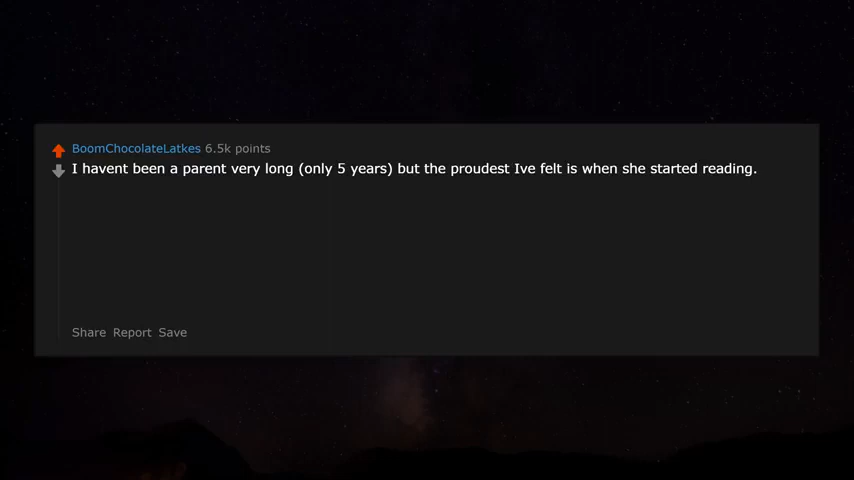 BoomChocolateLatkes 6.5k points
I havent been a parent very long (only 5 years) but the proudest Ive felt is when she started reading.
Share Report Save